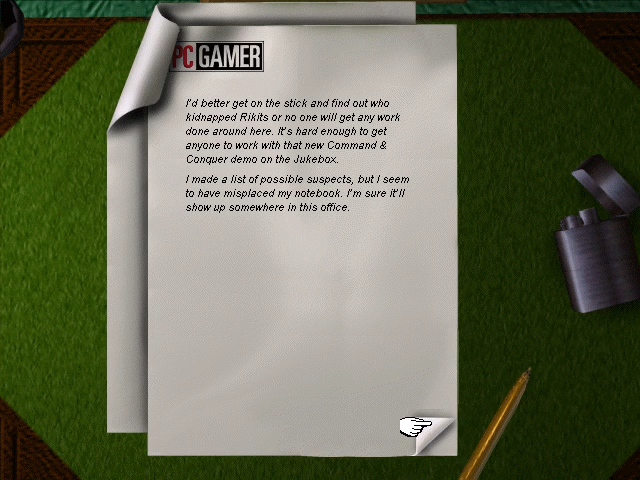 PC GAMER
I'd better get on the stick and find out who
kidnapped Rikits or no one will get any work
done around here. It's hard enough to get
anyone to work with that new Command &
Conquer demo on the Jukebox.
I made a list of possible suspects, but I seem
to have misplaced my notebook. I'm sure it'll
show up somewhere in this office.